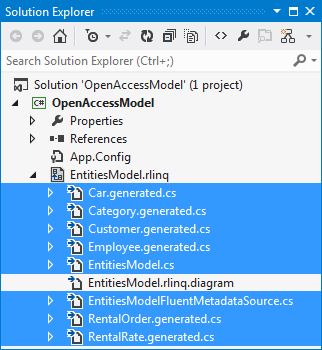 Solution Explorer
Search Solution Explorer (Ctrl+;)
Solution 'OpenAccessModel' (1 project)
C# OpenAccessModel
Properties
References
App.Config
EntitiesModel.rlinq
Car.generated.cs
Category.generated.cs
Customer.generated.cs
Employee.generated.cs
EntitiesModel.cs
EntitiesModel.rlinq.diagram
EntitiesModelFluentMetadataSource.cs
RentalOrder.generated.cs
RentalRate.generated.cs